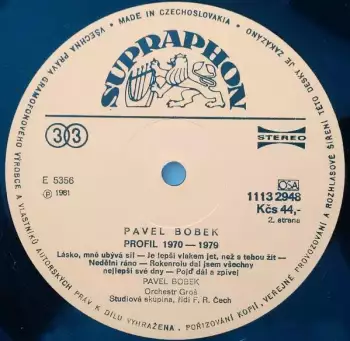 MADE IN CZECHOSLOVAKIA
VŠECHNA PRÁVA GRAMOFONOVÉHO VÝROBCE A VLASTNÍKŮ AUTORSKÝCH PRÁV K DÍLU VYHRAŽENA. POŘIZOVÁNÍ KOPIÍ, VEŘEJNÉ PROVOZOVÁNÍ A ROZHLASOVÉ ŠÍŘENÍ TÉTO DESKY JE ZAKÁZÁNO
SUPRAPHON
33
STEREO
E 5356
Ⓟ 1981
OSA
1113 2948
Kčs 44,-
2. strana
PAVEL BOBEK
PROFIL 1970 — 1979
Lásko, mně ubývá sil — Je lepší vlakem jet, než s tebou žít —
Nedělní ráno — Rokenrolu dal jsem všechny
nejlepší své dny — Pojď dál a zpívej
PAVEL BOBEK
Orchestr Groš
Studiová skupina, řídí F. R. Čech